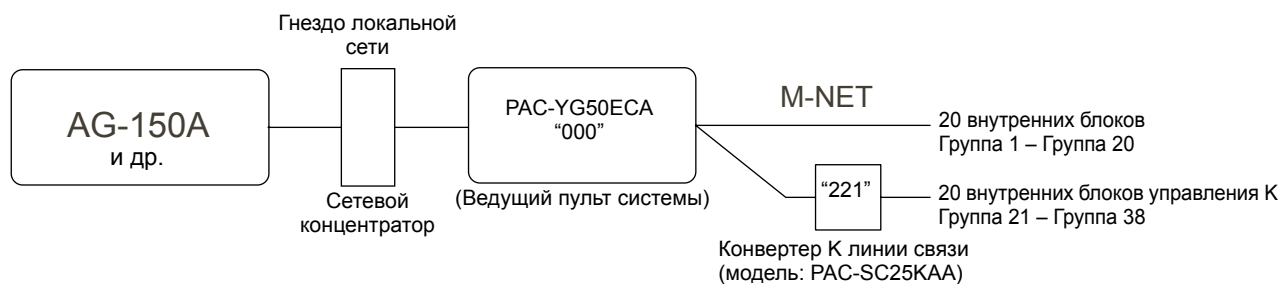 Гнездо локальной
сети
AG-150A
и др.
Сетевой
концентратор
PAC-YG50ECA
“000”
(Ведущий пульт системы)
M-NET
20 внутренних блоков
Группа 1 – Группа 20
“221”
20 внутренних блоков управления K
Группа 21 – Группа 38
Конвертер K линии связи
(модель: PAC-SC25KAA)